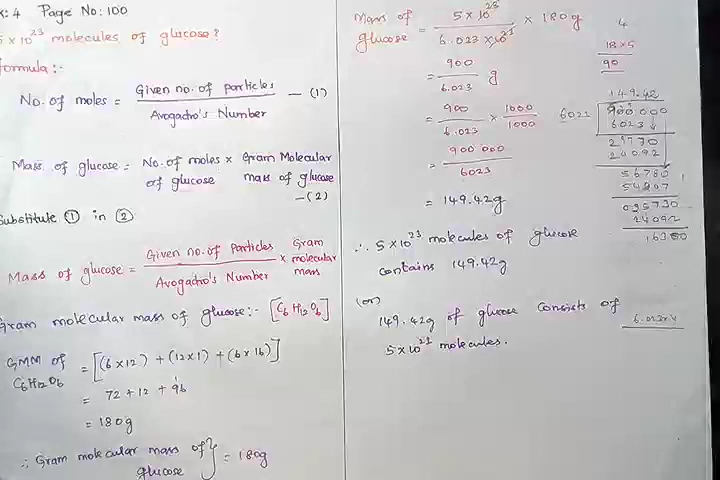 x:4 Page No: 100
5 x 10²³ molecules of glucose?
formula:-
No. of moles = Given no. of particles / Avogadro's Number — (1)
Mass of glucose = No. of moles of glucose x Gram Molecular mass of glucose — (2)
Substitute ① in ②
Mass of glucose = Given no. of particles / Avogadro's Number x Gram molecular mass
Gram molecular mass of glucose:- [C₆H₁₂O₆]
GMM of C₆H₁₂O₆ = [(6 x 12) + (12 x 1) + (6 x 16)]
= 72 + 12 + 96
= 180g
∴ Gram molecular mass of glucose } = 180g
Mass of glucose = 5 x 10²³ / 6.023 x 10²³ x 180g
= 900 / 6.023 g
= 900 / 6.023 x 1000 / 1000
= 900 000 / 6023
= 149.42g
∴ 5 x 10²³ molecules of glucose
contains 149.42g
(or)
149.42g of glucose consists of
5 x 10²³ molecules.
4
18 x 5
90
149.42
900000
6023
29770
24092
56780
54207
025730
24092